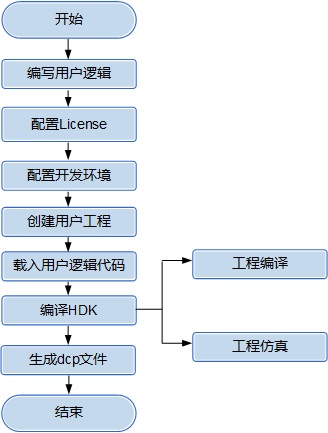 开始
编写用户逻辑
配置License
配置开发环境
创建用户工程
载入用户逻辑代码
工程编译
编译HDK
工程仿真
生成dcp文件
结束